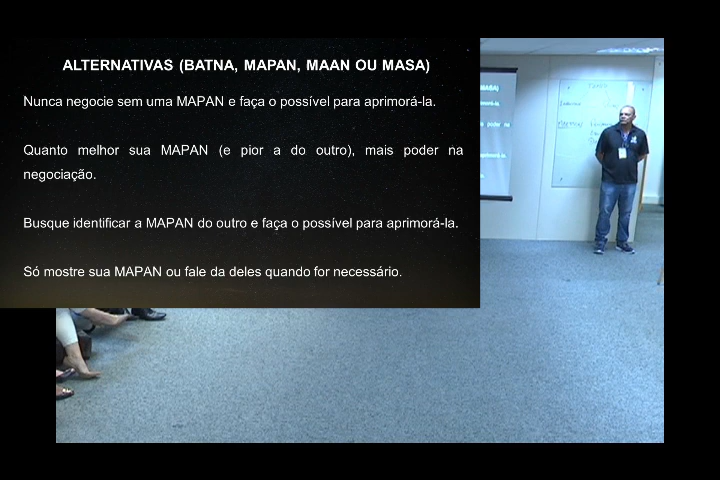 ALTERNATIVAS (BATNA, MAPAN, MAAN OU MASA)
Nunca negocie sem uma MAPAN e faça o possível para aprimorá-la.
Quanto melhor sua MAPAN (e pior a do outro), mais poder na
negociação.
Busque identificar a MAPAN do outro e faça o possível para aprimorá-la.
Só mostre sua MAPAN ou fale da deles quando for necessário.